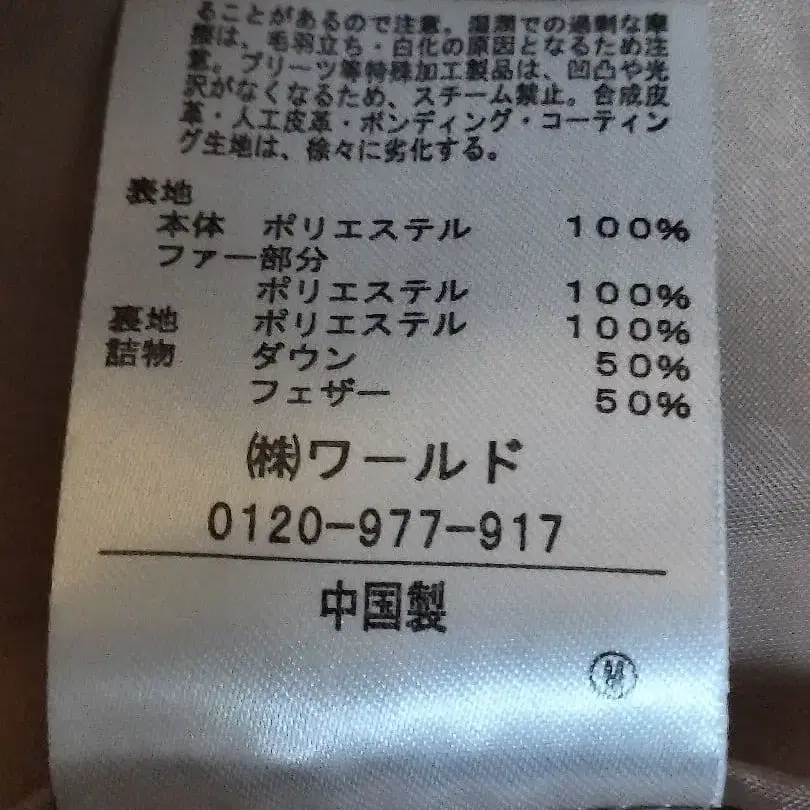 ることがあるので注意。湿潤での過剰な摩
擦は、毛羽立ち・白化の原因となるため注
意。プリーツ等特殊加工製品は、凹凸や光
沢がなくなるため、スチーム禁止。合成皮
革・人工皮革・ボンディング・コーティン
グ生地は、徐々に劣化する。
表地
本体 ポリエステル 100%
ファー部分
ポリエステル 100%
裏地 ポリエステル 100%
詰物 ダウン 50%
フェザー 50%
㈱ワールド
0120-977-917
中国製